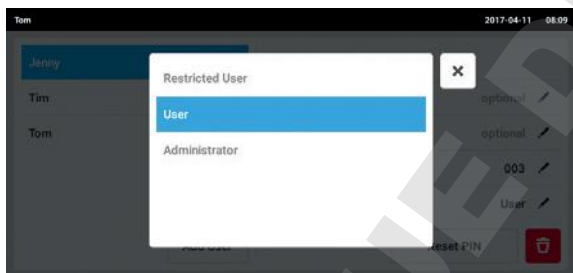 Tom 2017-04-11 08:09
Jenny
Restricted User
Tim optional
User
Tom optional
Administrator
003
User
Add User Reset PIN